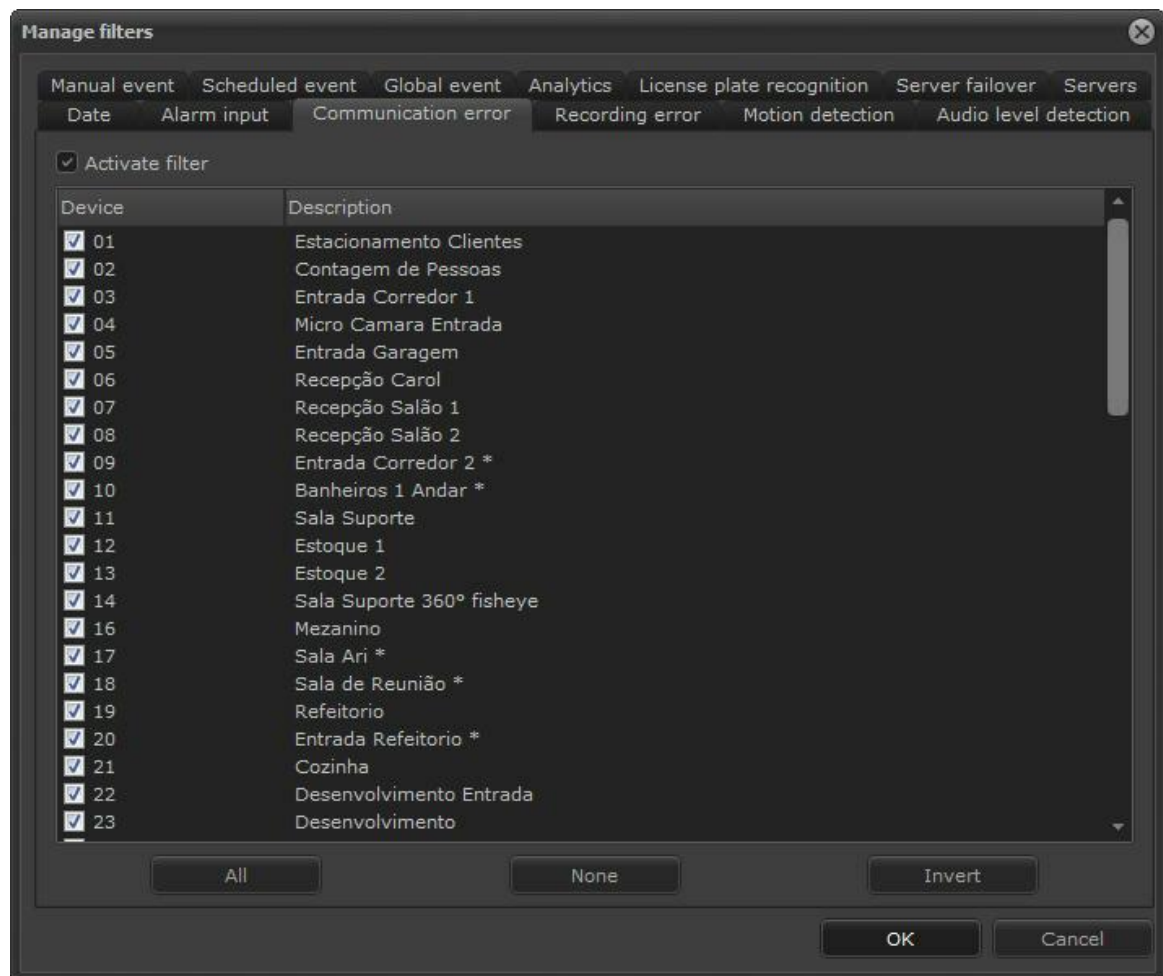 Manage filters
Manual event Scheduled event Global event Analytics License plate recognition Server failover Servers
Date Alarm input Communication error Recording error Motion detection Audio level detection
Activate filter
Device Description
01 Estacionamento Clientes
02 Contagem de Pessoas
03 Entrada Corredor 1
04 Micro Camara Entrada
05 Entrada Garagem
06 Recepção Carol
07 Recepção Salão 1
08 Recepção Salão 2
09 Entrada Corredor 2 *
10 Banheiros 1 Andar *
11 Sala Suporte
12 Estoque 1
13 Estoque 2
14 Sala Suporte 360º fisheye
16 Mezanino
17 Sala Ari *
18 Sala de Reunião *
19 Refeitorio
20 Entrada Refeitorio *
21 Cozinha
22 Desenvolvimento Entrada
23 Desenvolvimento
All None Invert
OK Cancel